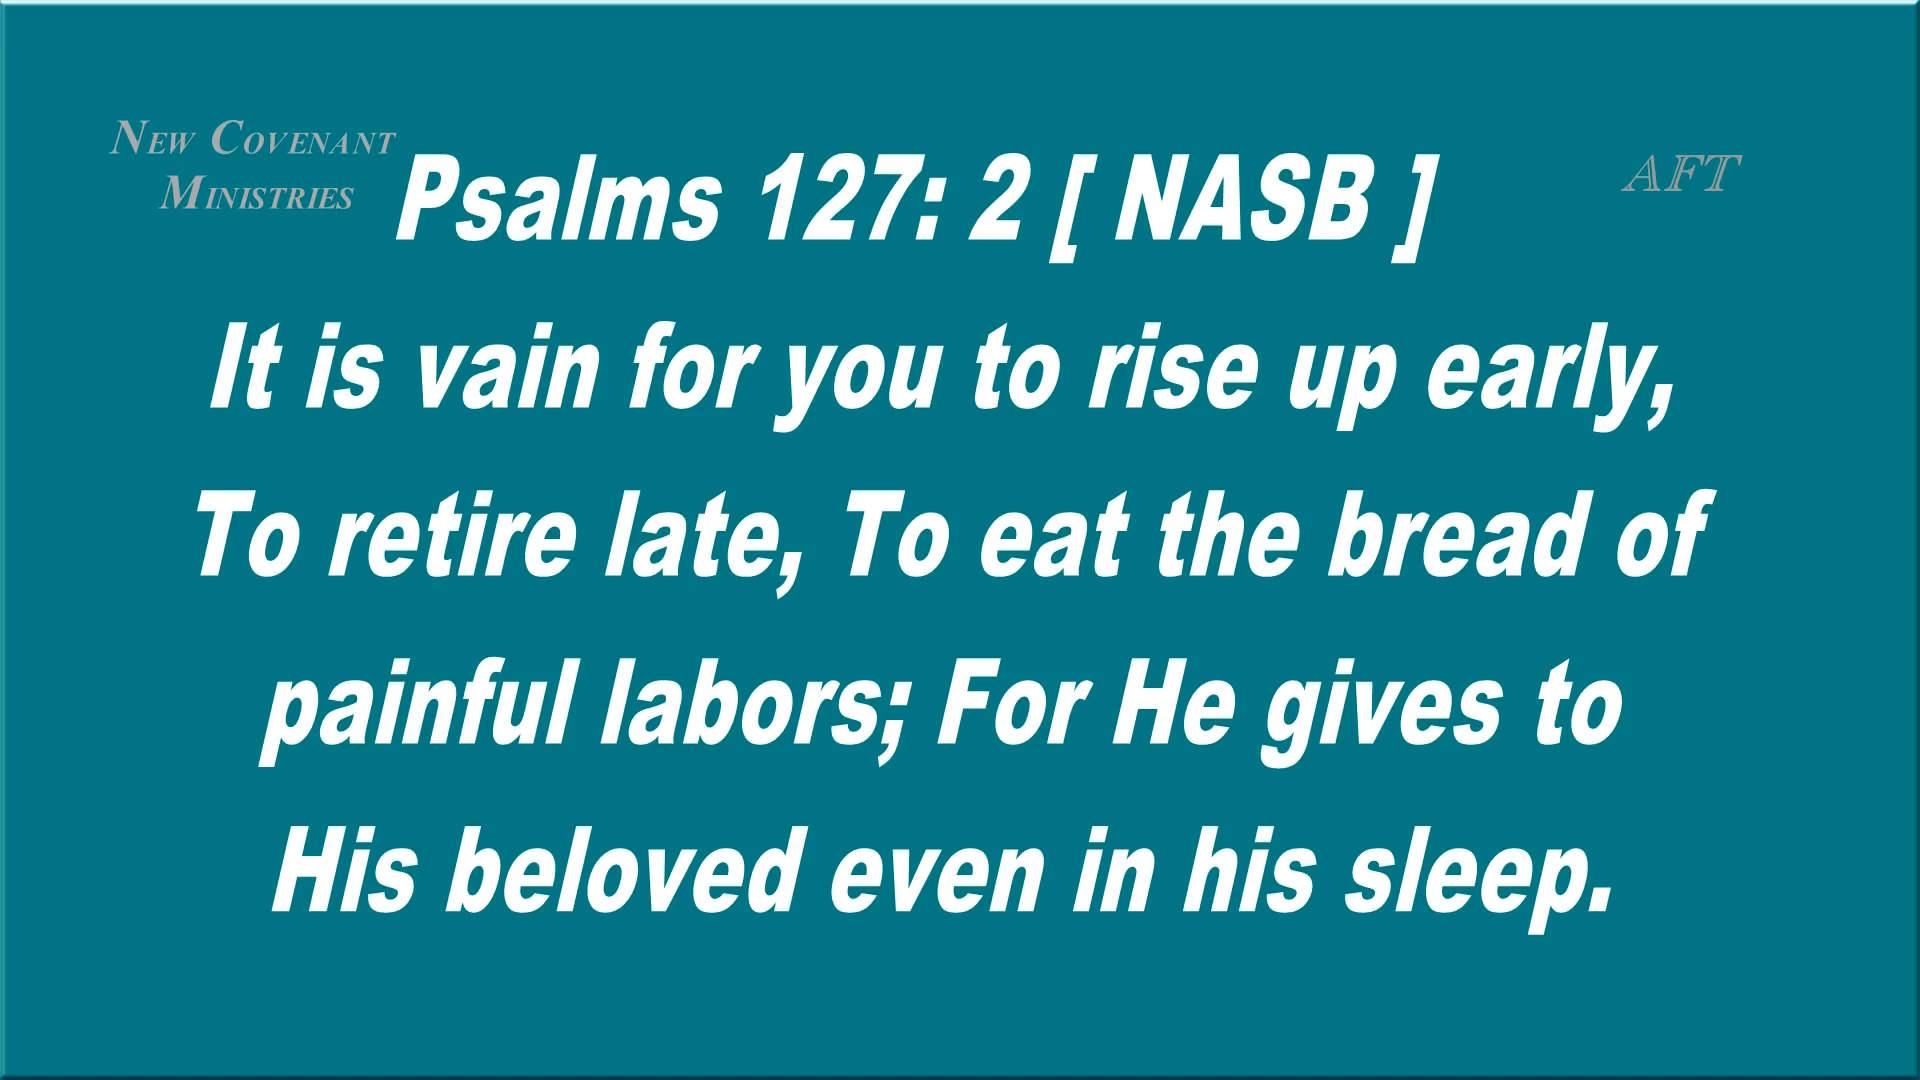 New Covenant
Ministries
AFT
Psalms 127: 2 [ NASB ]
It is vain for you to rise up early,
To retire late, To eat the bread of
painful labors; For He gives to
His beloved even in his sleep.